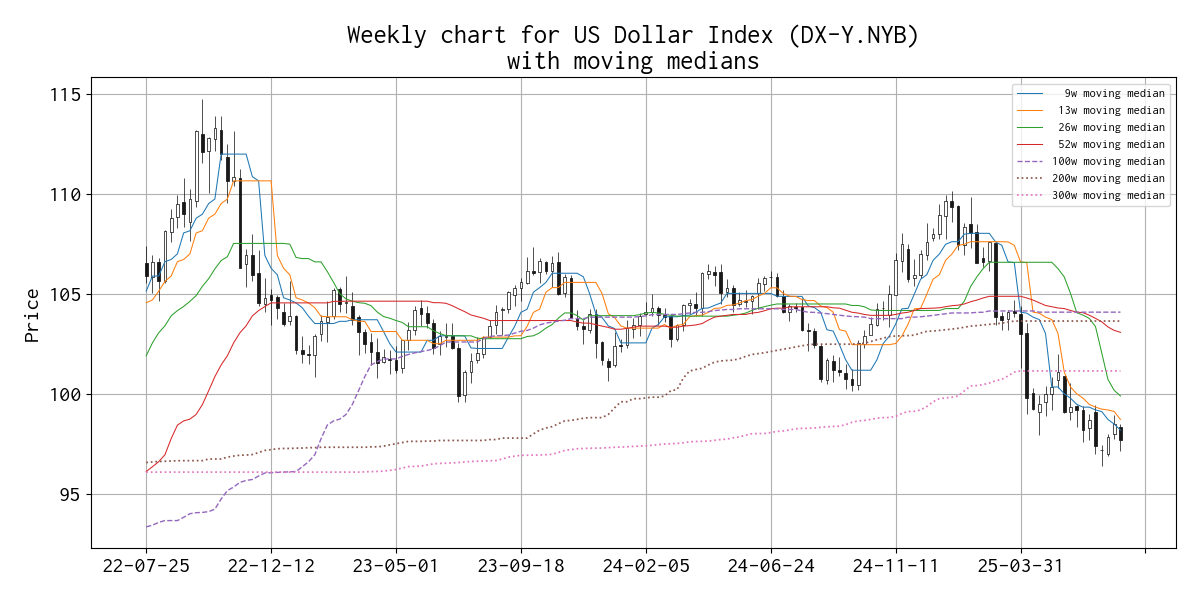 Weekly chart for US Dollar Index (DX-Y.NYB)
with moving medians
115
110
105
100
95
Price
9w moving median
13w moving median
26w moving median
52w moving median
100w moving median
200w moving median
300w moving median
22-07-25
22-12-12
23-05-01
23-09-18
24-02-05
24-06-24
24-11-11
25-03-31